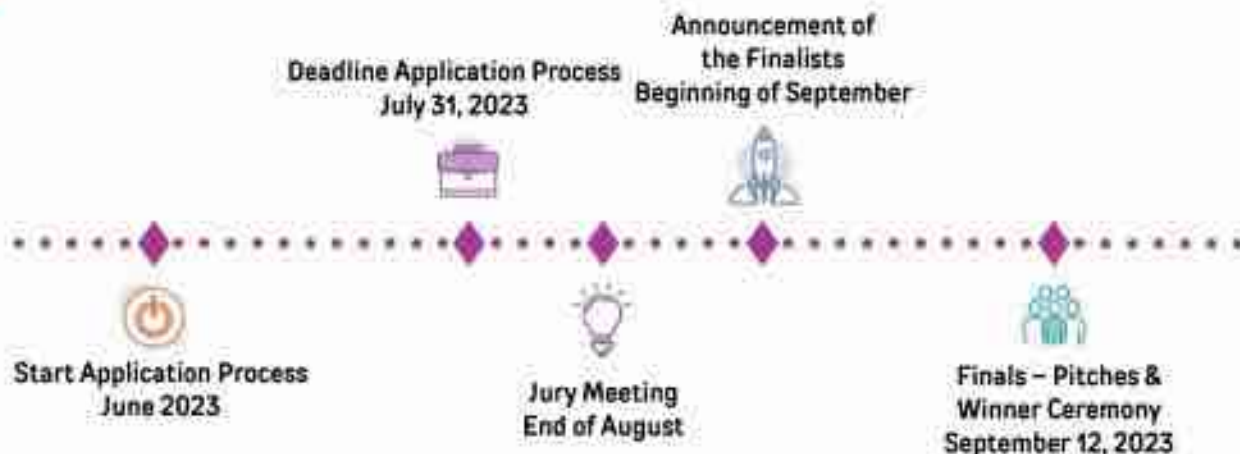 Announcement of
the Finalists
Beginning of September
Deadline Application Process
July 31, 2023
Start Application Process
June 2023
Jury Meeting
End of August
Finals – Pitches &
Winner Ceremony
September 12, 2023